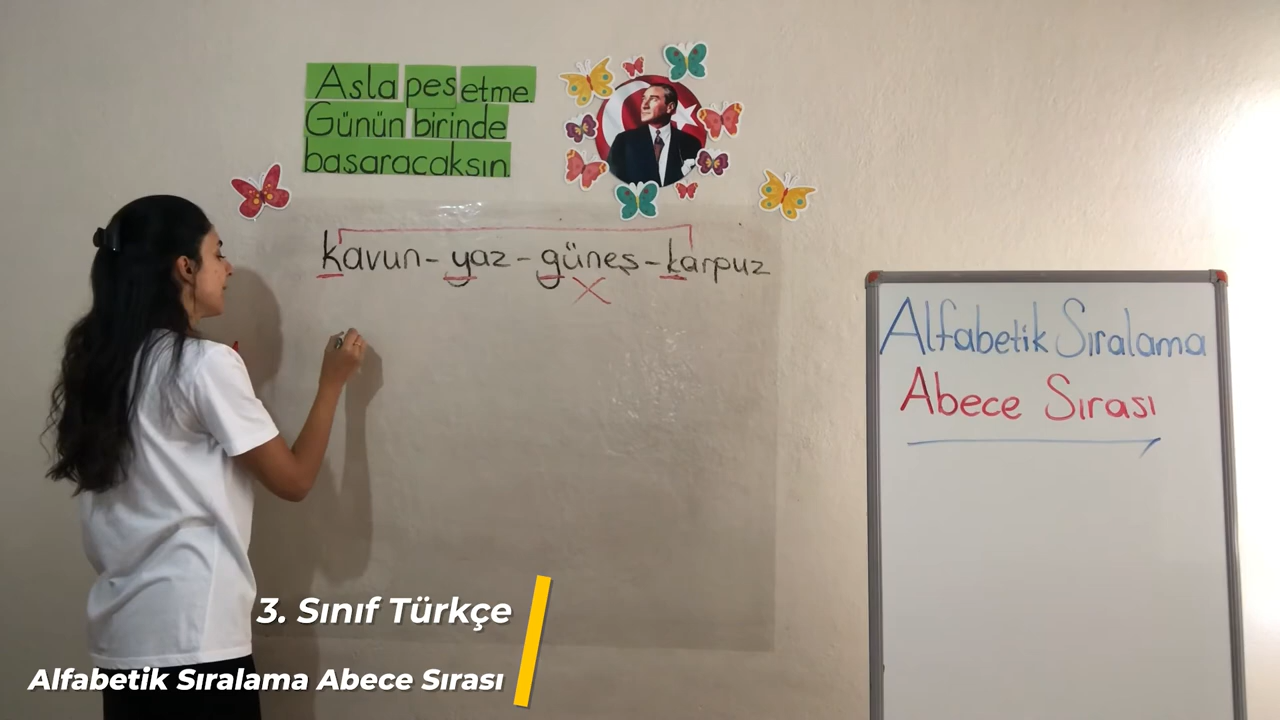 Asla pes etme.
Günün birinde
başaracaksın.
kavun - yaz - güneş - karpuz
Alfabetik Sıralama
Abece Sırası
3. Sınıf Türkçe
Alfabetik Sıralama Abece Sırası